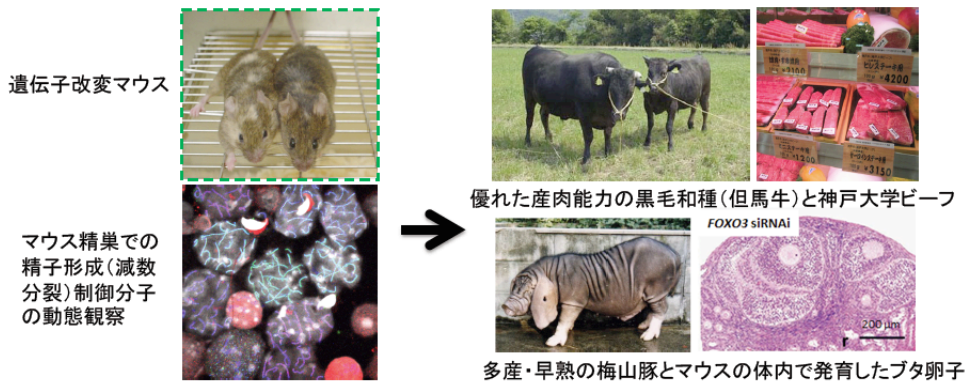 遺伝子改変マウス
マウス精巣での
精子形成(減数
分裂)制御分子
の動態観察
¥4200
¥1200
¥3150
優れた産肉能力の黒毛和種(但馬牛)と神戸大学ビーフ
FOXO3 siRNAi
200 μm
多産・早熟の梅山豚とマウスの体内で発育したブタ卵子